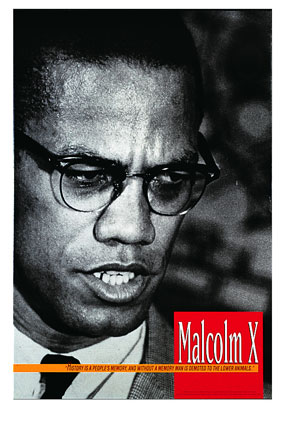 Malcolm X
"HISTORY IS A PEOPLE'S MEMORY, AND WITHOUT A MEMORY, MAN IS DEMOTED TO THE LOWER ANIMALS."